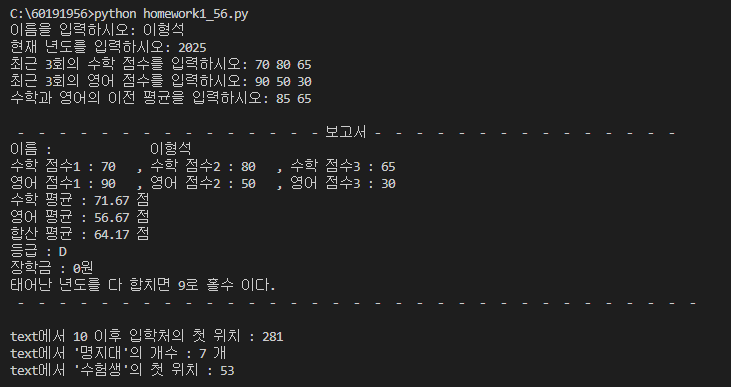 C:\60191956>python homework1_56.py
이름을 입력하시오: 이형석
현재 년도를 입력하시오: 2025
최근 3회의 수학 점수를 입력하시오: 70 80 65
최근 3회의 영어 점수를 입력하시오: 90 50 30
수학과 영어의 이전 평균을 입력하시오: 85 65
- - - - - - - - - - - - - - - 보고서 - - - - - - - - - - - - - - -
이름 : 이형석
수학 점수1 : 70 , 수학 점수2 : 80 , 수학 점수3 : 65
영어 점수1 : 90 , 영어 점수2 : 50 , 영어 점수3 : 30
수학 평균 : 71.67 점
영어 평균 : 56.67 점
합산 평균 : 64.17 점
등급 : D
장학금 : 0원
태어난 년도를 다 합치면 9로 홀수 이다.
- - - - - - - - - - - - - - - - - - - - - - - - - - - - - - - - -
text에서 10 이후 입학처의 첫 위치 : 281
text에서 '명지대'의 개수 : 7 개
text에서 '수험생'의 첫 위치 : 53